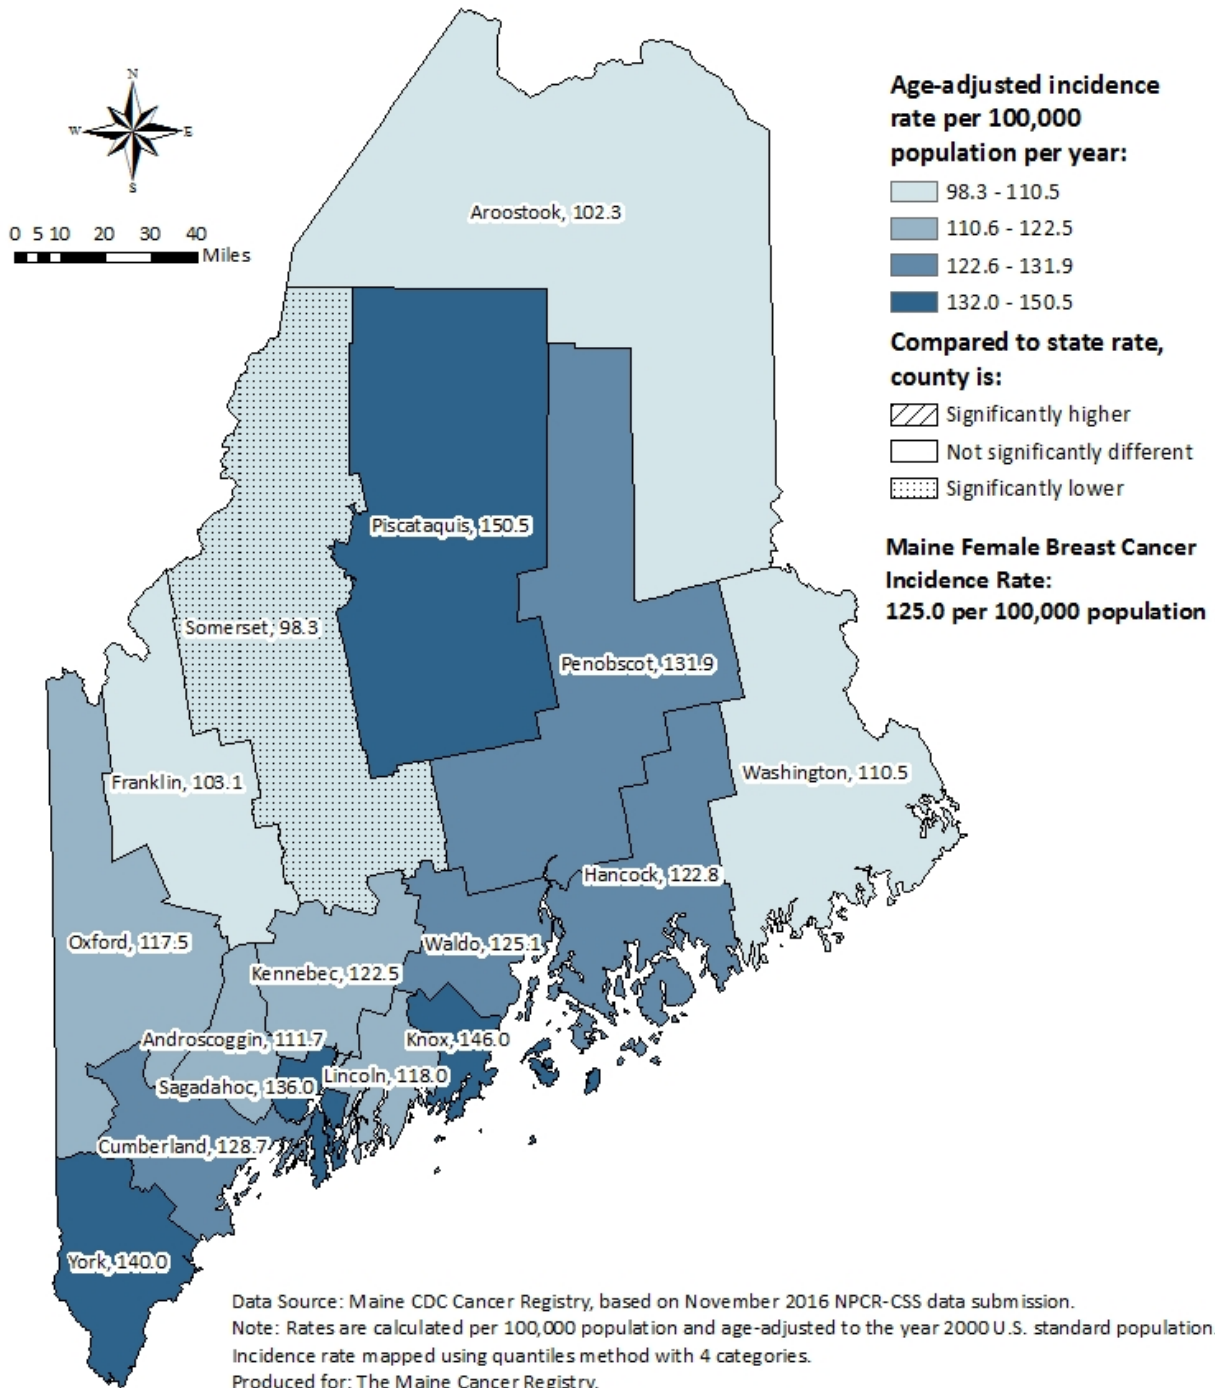 N
W
E
S
0 5 10 20 30 40
Miles
Age-adjusted incidence
rate per 100,000
population per year:
98.3 - 110.5
110.6 - 122.5
122.6 - 131.9
132.0 - 150.5
Compared to state rate,
county is:
Significantly higher
Not significantly different
Significantly lower
Maine Female Breast Cancer
Incidence Rate:
125.0 per 100,000 population
Aroostook, 102.3
Piscataquis, 150.5
Somerset, 98.3
Penobscot, 131.9
Washington, 110.5
Franklin, 103.1
Hancock, 122.8
Oxford, 117.5
Waldo, 125.1
Kennebec, 122.5
Androscoggin, 111.7
Knox, 146.0
Sagadahoc, 136.0
Lincoln, 118.0
Cumberland, 128.7
York, 140.0
Data Source: Maine CDC Cancer Registry, based on November 2016 NPCR-CSS data submission.
Note: Rates are calculated per 100,000 population and age-adjusted to the year 2000 U.S. standard population.
Incidence rate mapped using quantiles method with 4 categories.
Produced for: The Maine Cancer Registry.